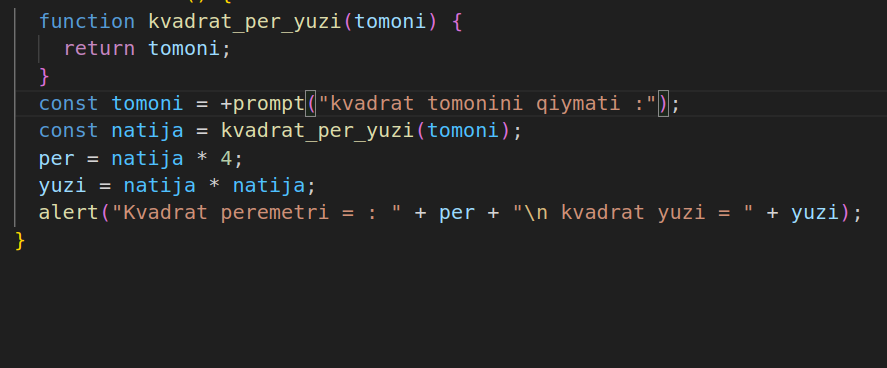 () {
function kvadrat_per_yuzi(tomoni) {
return tomoni;
}
const tomoni = +prompt("kvadrat tomonini qiymati :");
const natija = kvadrat_per_yuzi(tomoni);
per = natija * 4;
yuzi = natija * natija;
alert("Kvadrat peremetri = : " + per + "\n kvadrat yuzi = " + yuzi);
}